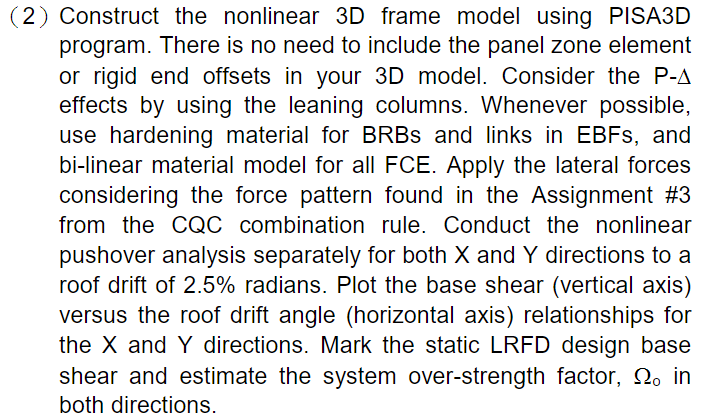 (2) Construct the nonlinear 3D frame model using PISA3D
program. There is no need to include the panel zone element
or rigid end offsets in your 3D model. Consider the P-Δ
effects by using the leaning columns. Whenever possible,
use hardening material for BRBs and links in EBFs, and
bi-linear material model for all FCE. Apply the lateral forces
considering the force pattern found in the Assignment #3
from the CQC combination rule. Conduct the nonlinear
pushover analysis separately for both X and Y directions to a
roof drift of 2.5% radians. Plot the base shear (vertical axis)
versus the roof drift angle (horizontal axis) relationships for
the X and Y directions. Mark the static LRFD design base
shear and estimate the system over-strength factor, Ωₒ in
both directions.